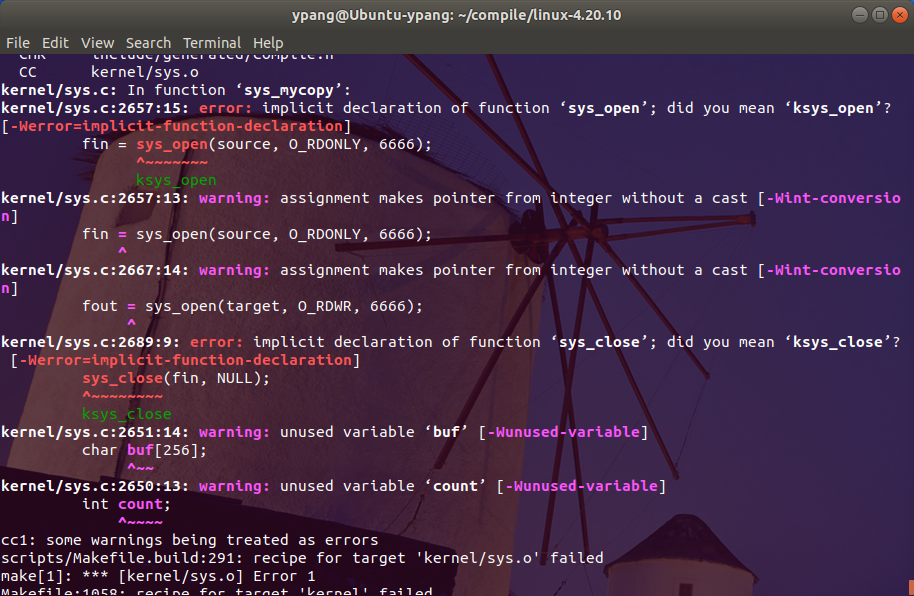 ypang@Ubuntu-ypang: ~/compile/linux-4.20.10
File Edit View Search Terminal Help
CHK include/generated/compile.h
CC kernel/sys.o
kernel/sys.c: In function ‘sys_mycopy’:
kernel/sys.c:2657:15: error: implicit declaration of function ‘sys_open’; did you mean ‘ksys_open’?
[-Werror=implicit-function-declaration]
fin = sys_open(source, O_RDONLY, 6666);
^~~~~~~~
ksys_open
kernel/sys.c:2657:13: warning: assignment makes pointer from integer without a cast [-Wint-conversio
n]
fin = sys_open(source, O_RDONLY, 6666);
^
kernel/sys.c:2667:14: warning: assignment makes pointer from integer without a cast [-Wint-conversio
n]
fout = sys_open(target, O_RDWR, 6666);
^
kernel/sys.c:2689:9: error: implicit declaration of function ‘sys_close’; did you mean ‘ksys_close’?
[-Werror=implicit-function-declaration]
sys_close(fin, NULL);
^~~~~~~~~
ksys_close
kernel/sys.c:2651:14: warning: unused variable ‘buf’ [-Wunused-variable]
char buf[256];
^~~
kernel/sys.c:2650:13: warning: unused variable ‘count’ [-Wunused-variable]
int count;
^~~~~
cc1: some warnings being treated as errors
scripts/Makefile.build:291: recipe for target 'kernel/sys.o' failed
make[1]: *** [kernel/sys.o] Error 1
Makefile:1058: recipe for target 'kernel' failed